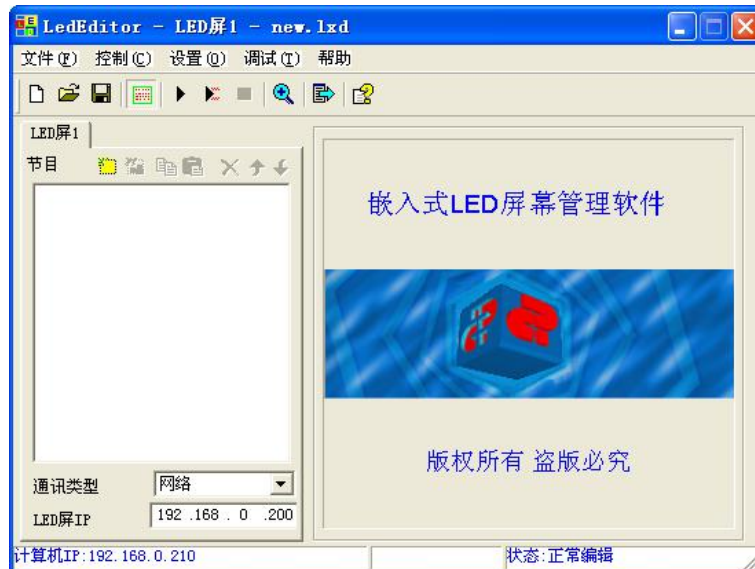 LedEditor - LED屏1 - new.lxd
文件(F) 控制(C) 设置(O) 调试(T) 帮助
LED屏1
节目
嵌入式LED屏幕管理软件
版权所有 盗版必究
通讯类型 网络
LED屏IP 192 .168 . 0 .200
计算机IP:192.168.0.210 状态:正常编辑